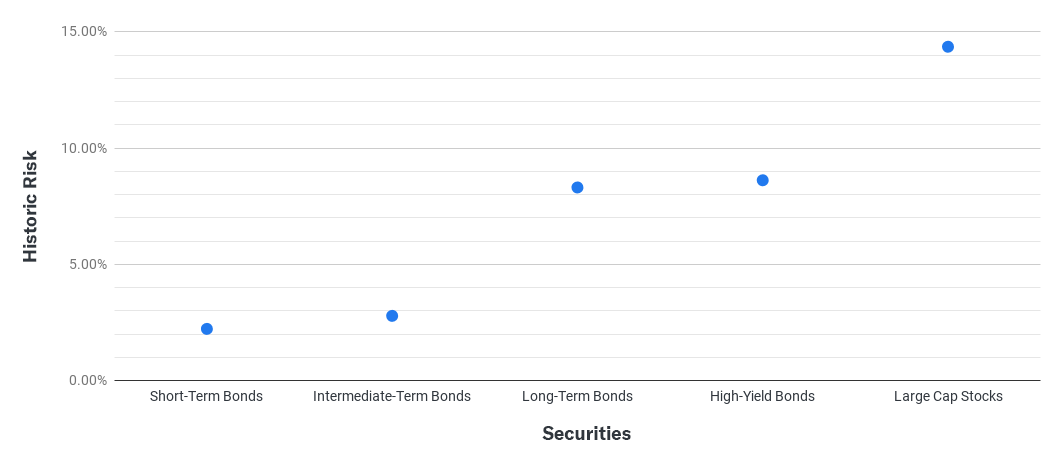 15.00%
10.00%
5.00%
0.00%
Historic Risk
Short-Term Bonds
Intermediate-Term Bonds
Long-Term Bonds
High-Yield Bonds
Large Cap Stocks
Securities